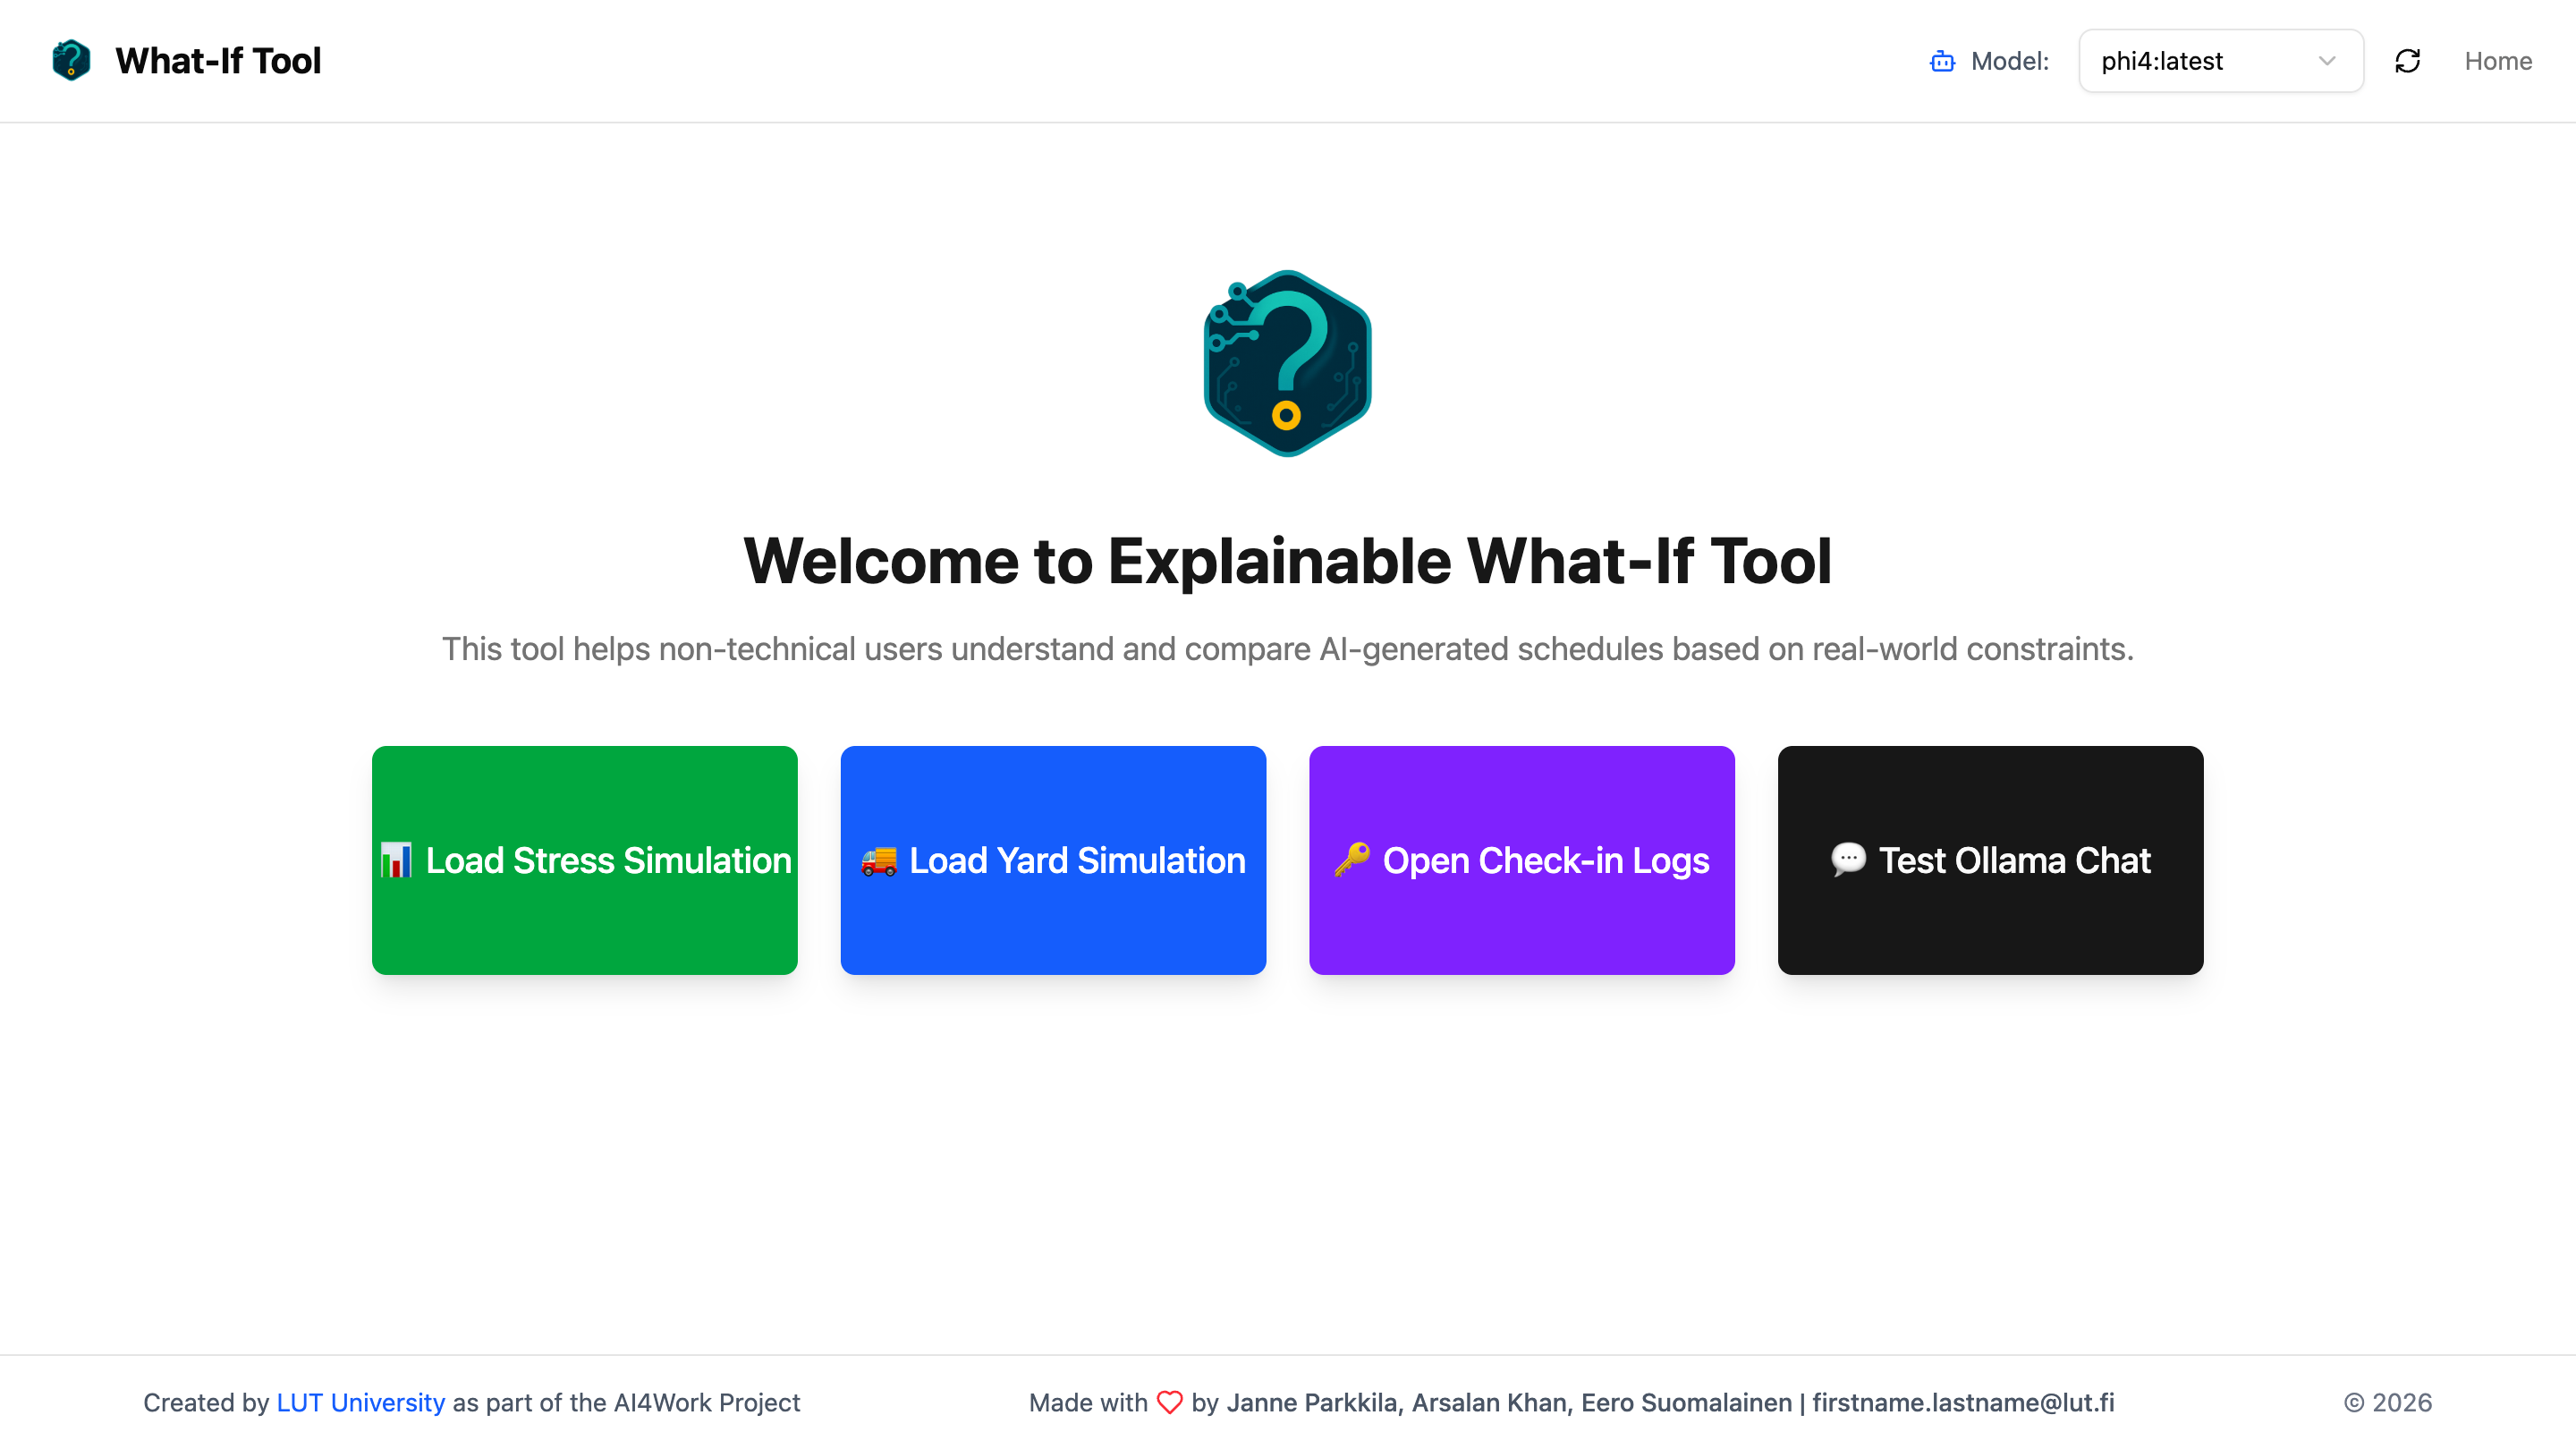 What-If Tool
Model:
phi4:latest
Home
Welcome to Explainable What-If Tool
This tool helps non-technical users understand and compare AI-generated schedules based on real-world constraints.
📊 Load Stress Simulation
🚚 Load Yard Simulation
🔑 Open Check-in Logs
💬 Test Ollama Chat
Created by LUT University as part of the AI4Work Project
Made with ♡ by Janne Parkkila, Arsalan Khan, Eero Suomalainen | firstname.lastname@lut.fi
© 2026